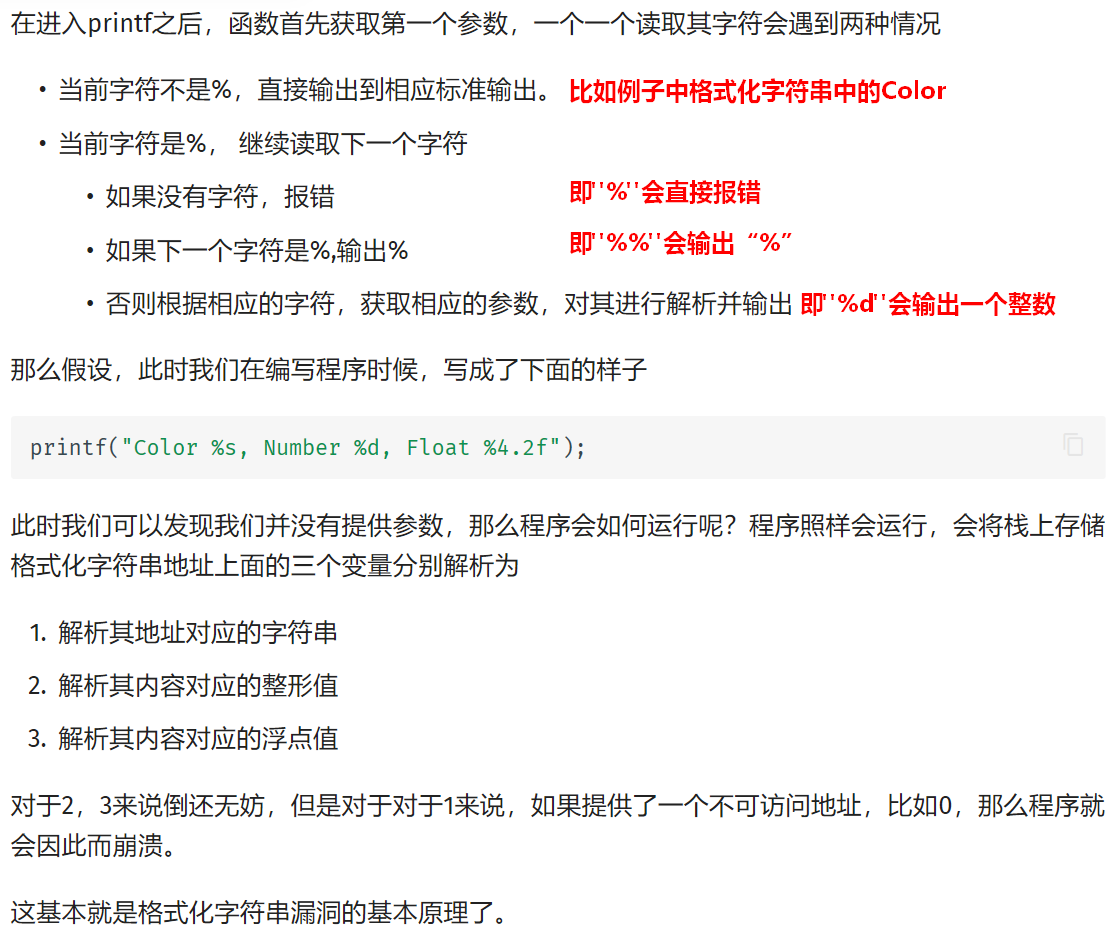 在进入printf之后，函数首先获取第一个参数，一个一个读取其字符会遇到两种情况
• 当前字符不是%，直接输出到相应标准输出。 比如例子中格式化字符串中的Color
• 当前字符是%， 继续读取下一个字符
• 如果没有字符，报错 即''%''会直接报错
• 如果下一个字符是%,输出% 即''%%''会输出“%”
• 否则根据相应的字符，获取相应的参数，对其进行解析并输出 即''%d''会输出一个整数
那么假设，此时我们在编写程序时候，写成了下面的样子
printf("Color %s, Number %d, Float %4.2f");
此时我们可以发现我们并没有提供参数，那么程序会如何运行呢？程序照样会运行，会将栈上存储
格式化字符串地址上面的三个变量分别解析为
1. 解析其地址对应的字符串
2. 解析其内容对应的整形值
3. 解析其内容对应的浮点值
对于2，3来说倒还无妨，但是对于对于1来说，如果提供了一个不可访问地址，比如0，那么程序就
会因此而崩溃。
这基本就是格式化字符串漏洞的基本原理了。